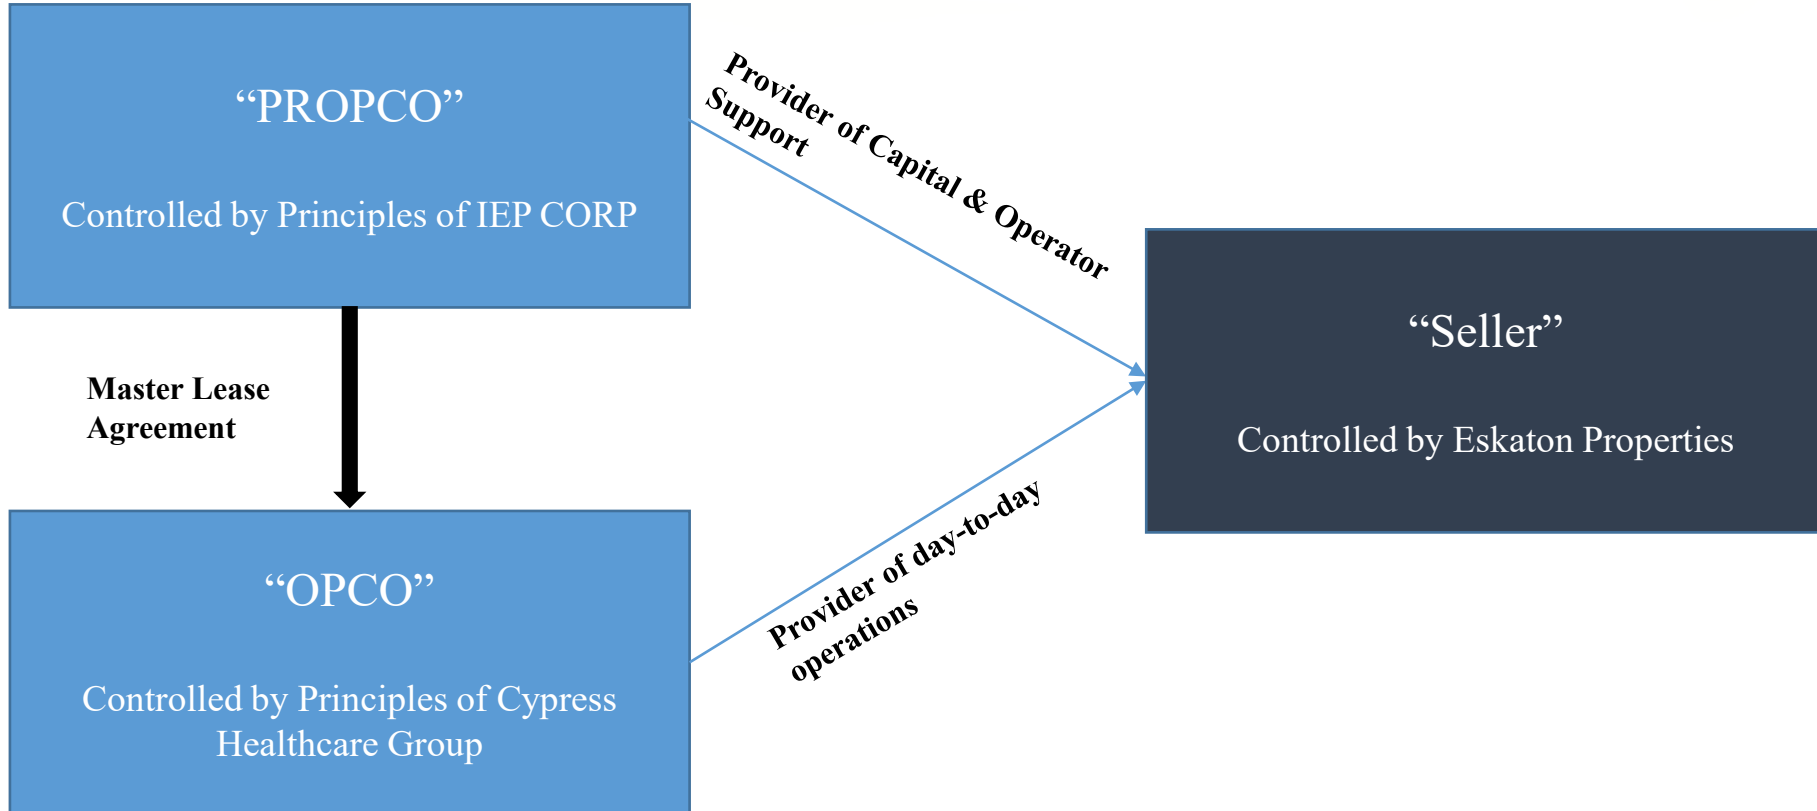 “PROPCO”
Controlled by Principles of IEP CORP
Provider of Capital & Operator
Support
Master Lease
Agreement
“Seller”
Controlled by Eskaton Properties
“OPCO”
Controlled by Principles of Cypress
Healthcare Group
Provider of day-to-day
operations